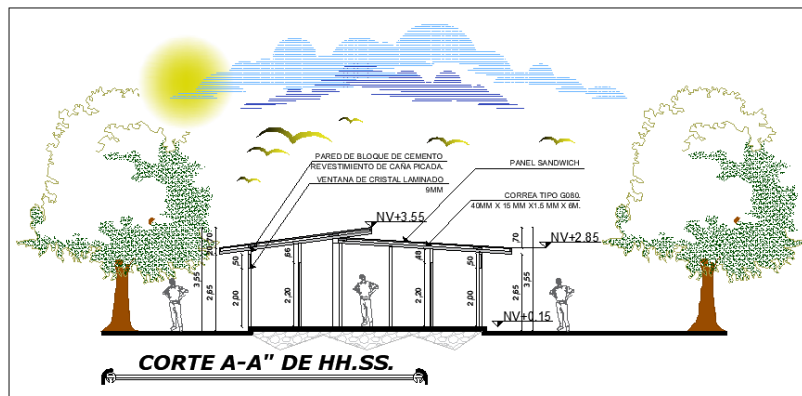 PARED DE BLOQUE DE CEMENTO
REVESTIMIENTO DE CAÑA PICADA.
VENTANA DE CRISTAL LAMINADO
9MM
PANEL SANDWICH
CORREA TIPO G080.
40MM X 15 MM X1.5 MM X 6M.
NV+3.55
NV+2.85
NV+0.15
3,55
2,65
,50
2,00
,66
2,20
2,20
,50
2,00
2,65
3,55
,70
CORTE A-A" DE HH.SS.